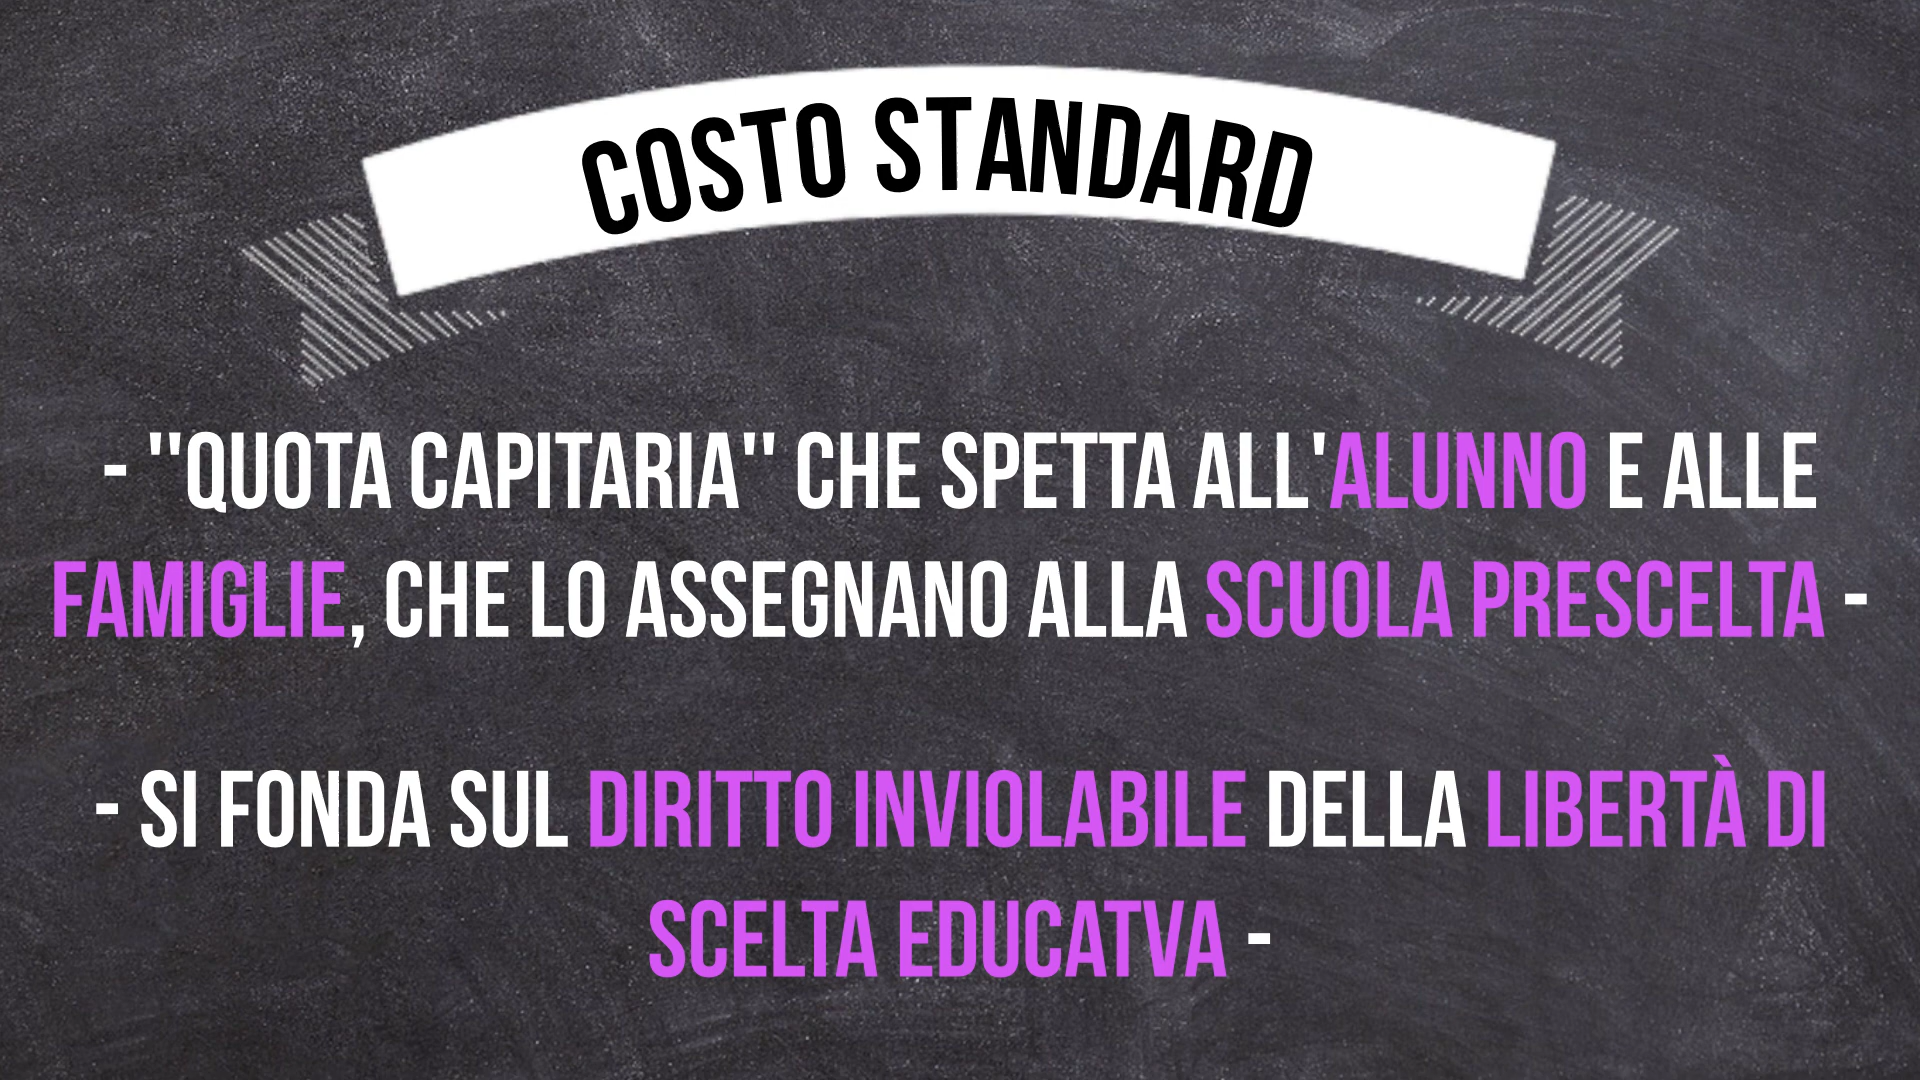 COSTO STANDARD
- "QUOTA CAPITARIA" CHE SPETTA ALL'ALUNNO E ALLE
FAMIGLIE, CHE LO ASSEGNANO ALLA SCUOLA PRESCELTA -
- SI FONDA SUL DIRITTO INVIOLABILE DELLA LIBERTÀ DI
SCELTA EDUCATVA -